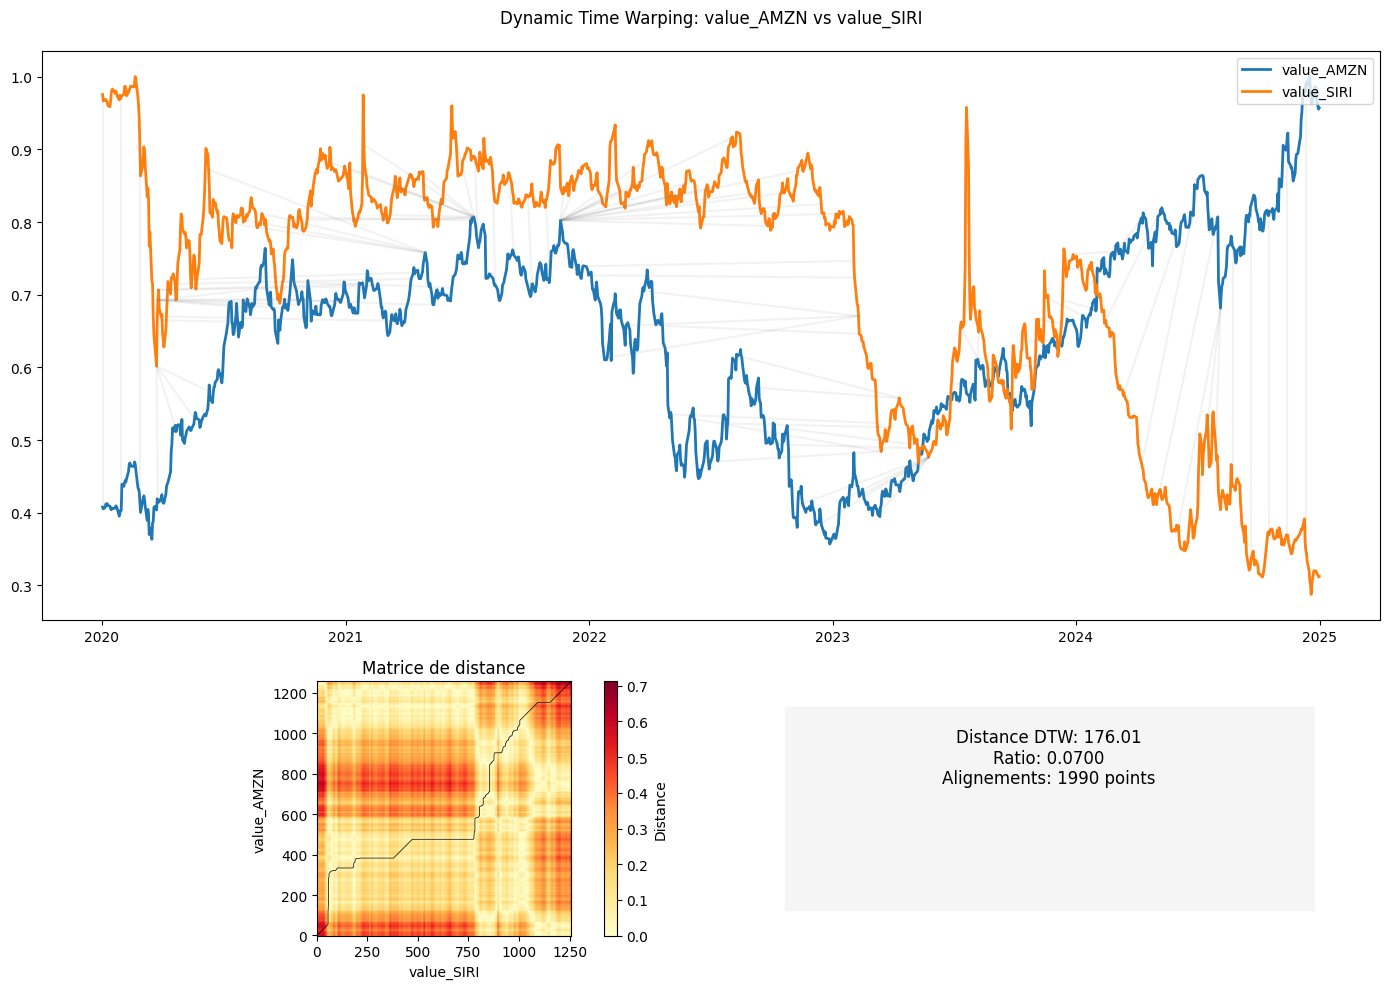 Dynamic Time Warping: value_AMZN vs value_SIRI
value_AMZN
value_SIRI
1.0
0.9
0.8
0.7
0.6
0.5
0.4
0.3
2020 2021 2022 2023 2024 2025
Matrice de distance
value_AMZN
1200
1000
800
600
400
200
0
0 250 500 750 1000 1250
value_SIRI
0.7
0.6
0.5
0.4
0.3
0.2
0.1
0.0
Distance
Distance DTW: 176.01
Ratio: 0.0700
Alignements: 1990 points